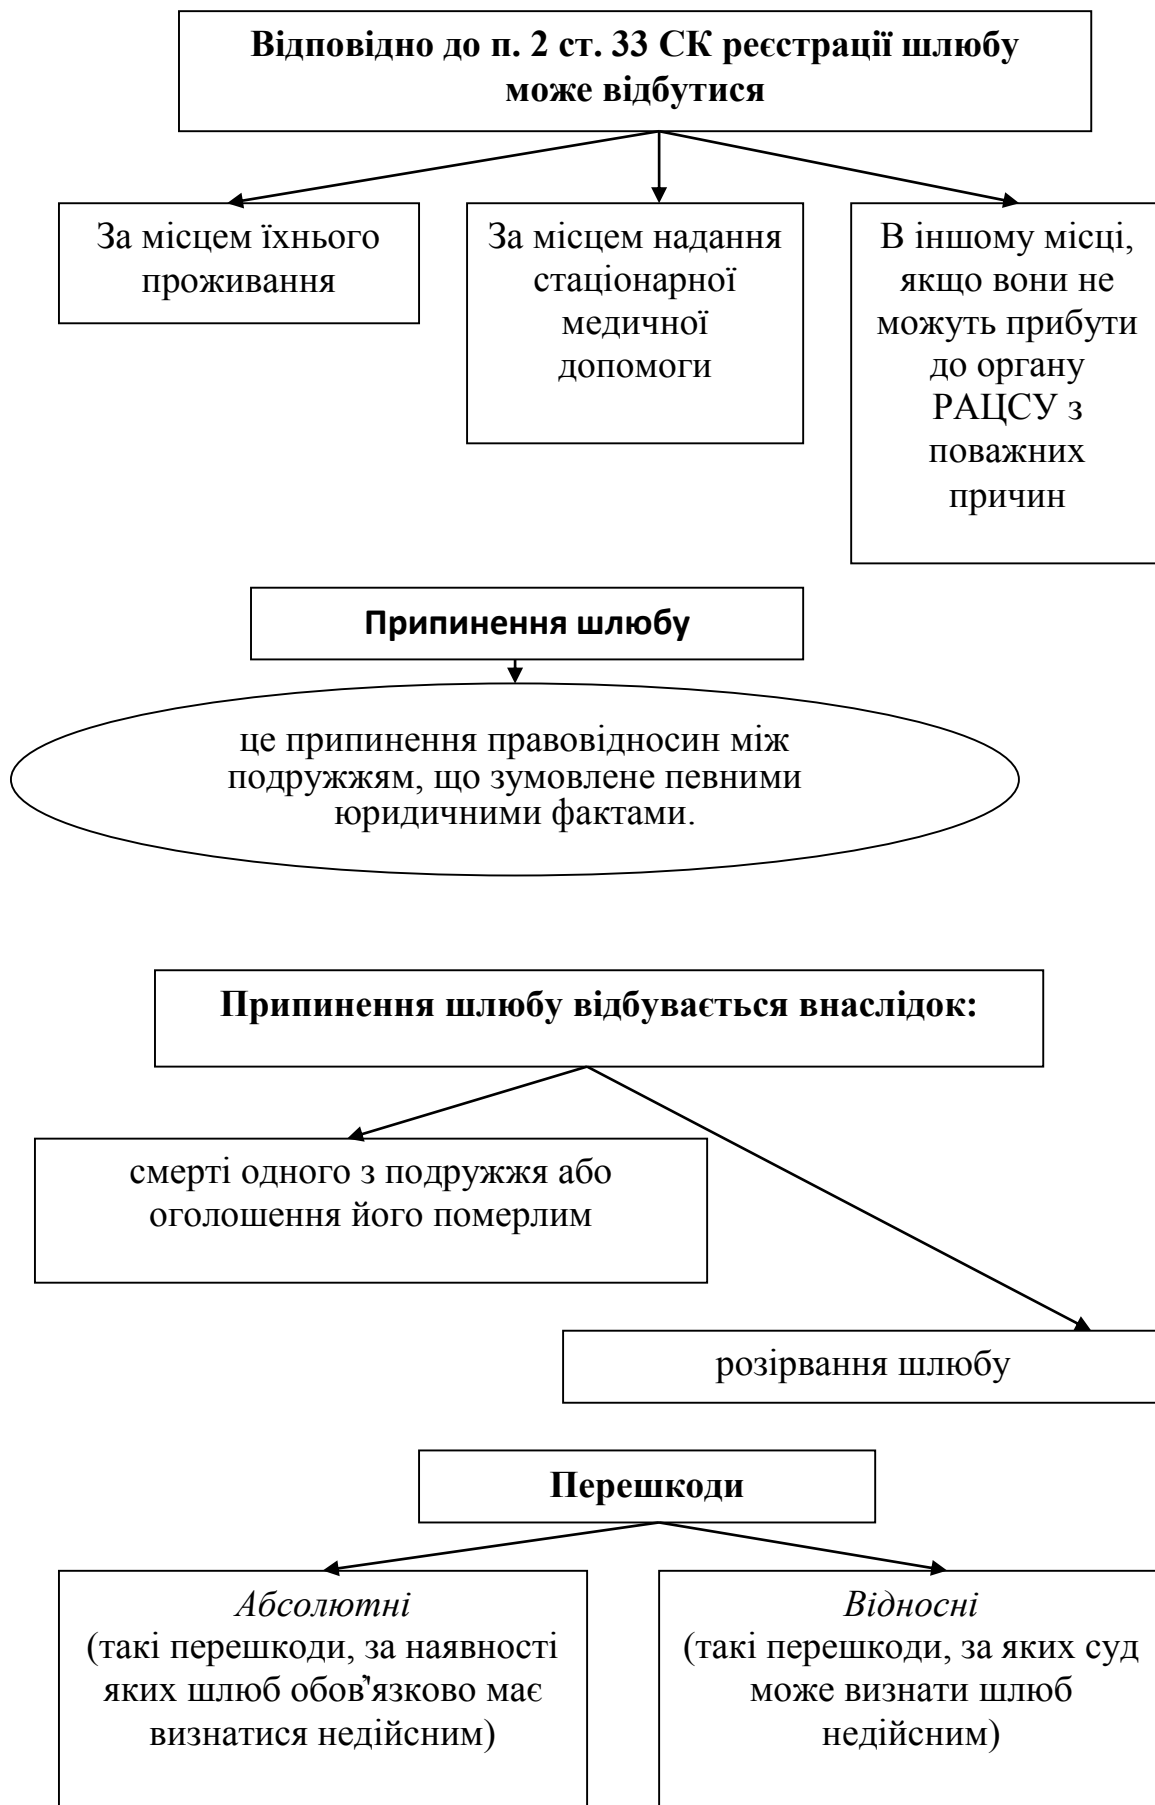 Відповідно до п. 2 ст. 33 СК реєстрації шлюбу
може відбутися
За місцем їхнього
проживання
За місцем надання
стаціонарної
медичної
допомоги
В іншому місці,
якщо вони не
можуть прибути
до органу
РАЦСУ з
поважних
причин
Припинення шлюбу
це припинення правовідносин між
подружжям, що зумовлене певними
юридичними фактами.
Припинення шлюбу відбувається внаслідок:
смерті одного з подружжя або
оголошення його померлим
розірвання шлюбу
Перешкоди
Абсолютні
(такі перешкоди, за наявності
яких шлюб обов'язково має
визнатися недійсним)
Відносні
(такі перешкоди, за яких суд
може визнати шлюб
недійсним)